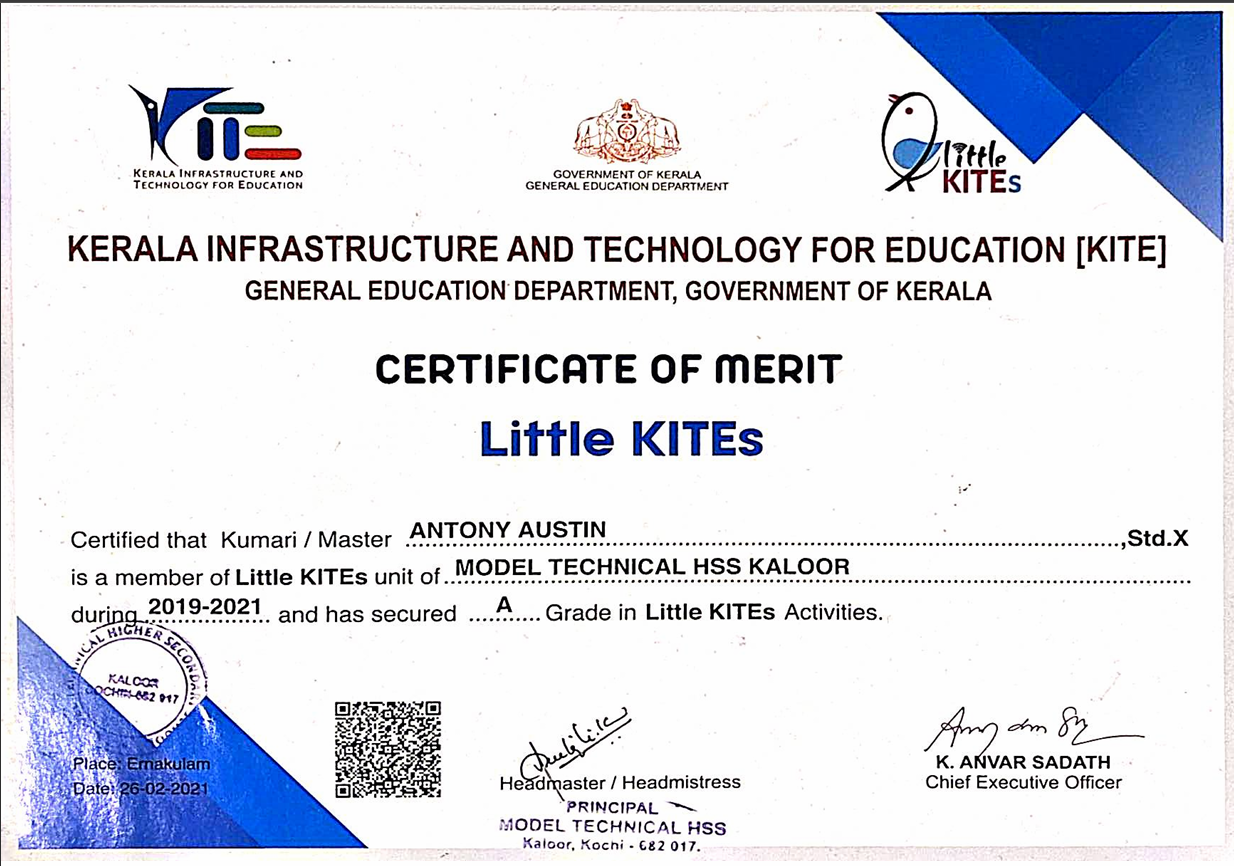 KITE
KERALA INFRASTRUCTURE AND
TECHNOLOGY FOR EDUCATION
GOVERNMENT OF KERALA
GENERAL EDUCATION DEPARTMENT
little
KITEs
KERALA INFRASTRUCTURE AND TECHNOLOGY FOR EDUCATION [KITE]
GENERAL EDUCATION DEPARTMENT, GOVERNMENT OF KERALA
CERTIFICATE OF MERIT
Little KITEs
Certified that Kumari / Master ANTONY AUSTIN ,Std.X
is a member of Little KITEs unit of MODEL TECHNICAL HSS KALOOR
during 2019-2021 and has secured A Grade in Little KITEs Activities.
HIGHER
KALOOR
COCHIN-682 017
Place: Ernakulam
Date: 26-02-2021
Headmaster / Headmistress
PRINCIPAL
MODEL TECHNICAL HSS
Kaloor, Kochi - 682 017.
K. ANVAR SADATH
Chief Executive Officer